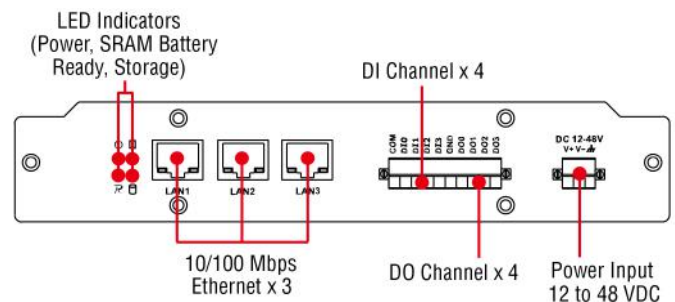 LED Indicators
(Power, SRAM Battery
Ready, Storage)
DI Channel x 4
COM
DI0
DI1
DI2
DI3
GND
DO0
DO1
DO2
DO3
DC 12-48V
V+ V-
R
LAN1
LAN2
LAN3
10/100 Mbps
Ethernet x 3
DO Channel x 4
Power Input
12 to 48 VDC